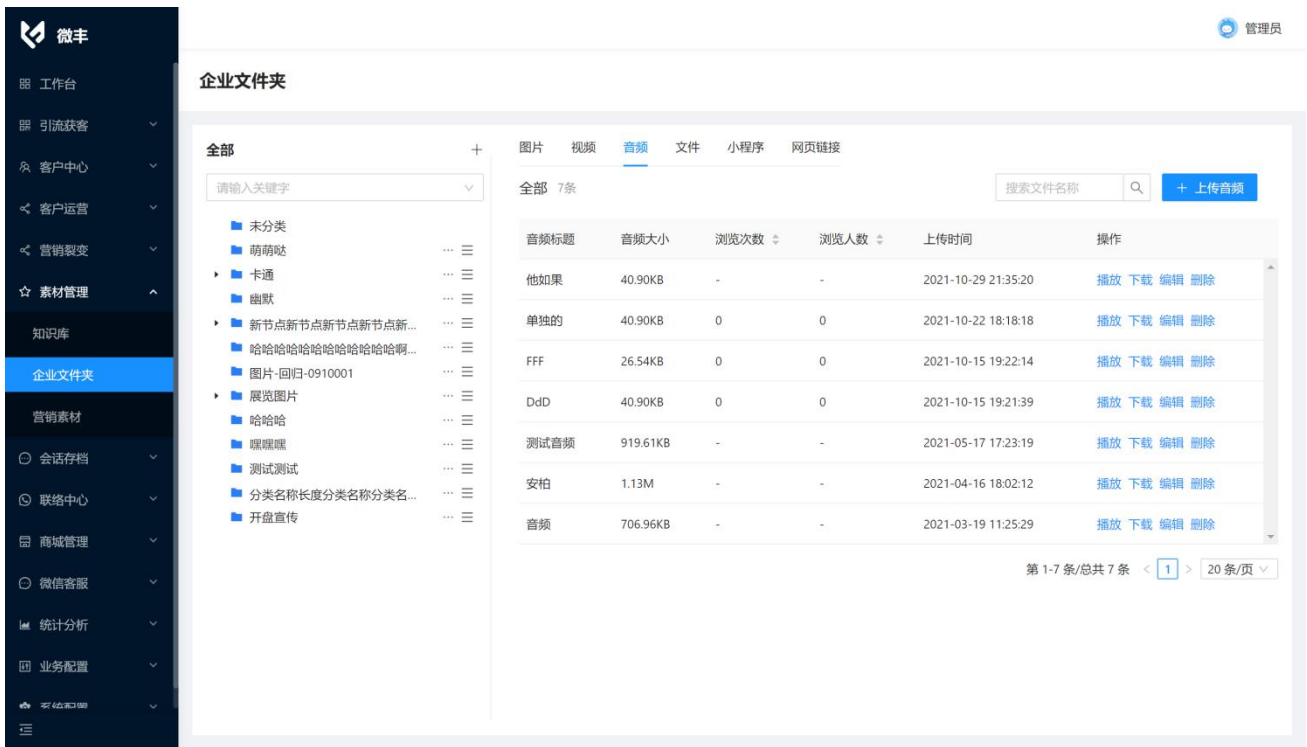 微丰
管理员
工作台
引流获客
客户中心
客户运营
营销裂变
素材管理
知识库
企业文件夹
营销素材
会话存档
联络中心
商城管理
微信客服
统计分析
业务配置
系统配置
企业文件夹
全部 +
请输入关键字
未分类
萌萌哒 ...
卡通 ...
幽默 ...
新节点新节点新节点新节点新... ...
哈哈哈哈哈哈哈哈哈哈哈啊... ...
图片-回归-0910001 ...
展览图片 ...
哈哈哈 ...
嘿嘿嘿 ...
测试测试 ...
分类名称长度分类名称分类名... ...
开盘宣传 ...
图片 视频 音频 文件 小程序 网页链接
全部 7条 搜索文件名称 + 上传音频
音频标题 音频大小 浏览次数 浏览人数 上传时间 操作
他如果 40.90KB - - 2021-10-29 21:35:20 播放 下载 编辑 删除
单独的 40.90KB 0 0 2021-10-22 18:18:18 播放 下载 编辑 删除
FFF 26.54KB 0 0 2021-10-15 19:22:14 播放 下载 编辑 删除
DdD 40.90KB 0 0 2021-10-15 19:21:39 播放 下载 编辑 删除
测试音频 919.61KB - - 2021-05-17 17:23:19 播放 下载 编辑 删除
安柏 1.13M - - 2021-04-16 18:02:12 播放 下载 编辑 删除
音频 706.96KB - - 2021-03-19 11:25:29 播放 下载 编辑 删除
第 1-7 条/总共 7 条 < 1 > 20 条/页